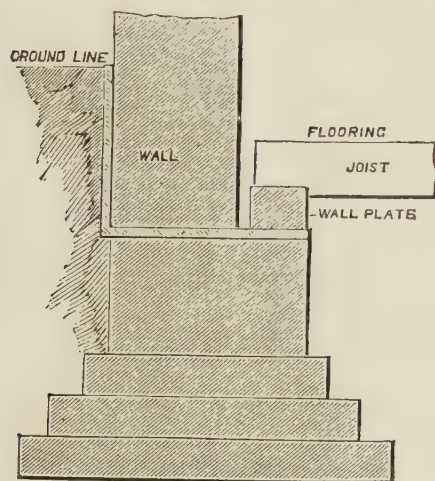 GROUND LINE
WALL
FLOORING
JOIST
WALL PLATE